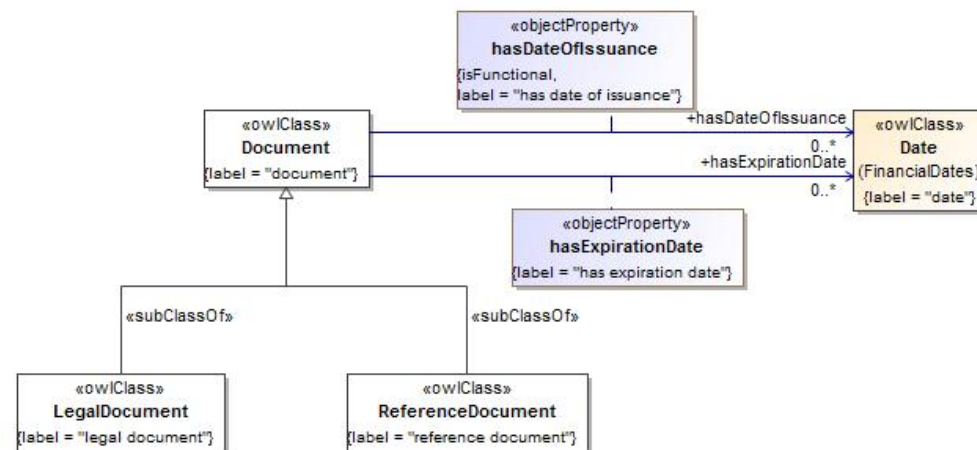 «objectProperty»
hasDateOfIssuance
{isFunctional,
label = "has date of issuance"}
«owlClass»
Document
{label = "document"}
+hasDateOfIssuance
0..*
+hasExpirationDate
0..*
«owlClass»
Date
(FinancialDates)
{label = "date"}
«objectProperty»
hasExpirationDate
{label = "has expiration date"}
«subClassOf»
«subClassOf»
«owlClass»
LegalDocument
{label = "legal document"}
«owlClass»
ReferenceDocument
{label = "reference document"}